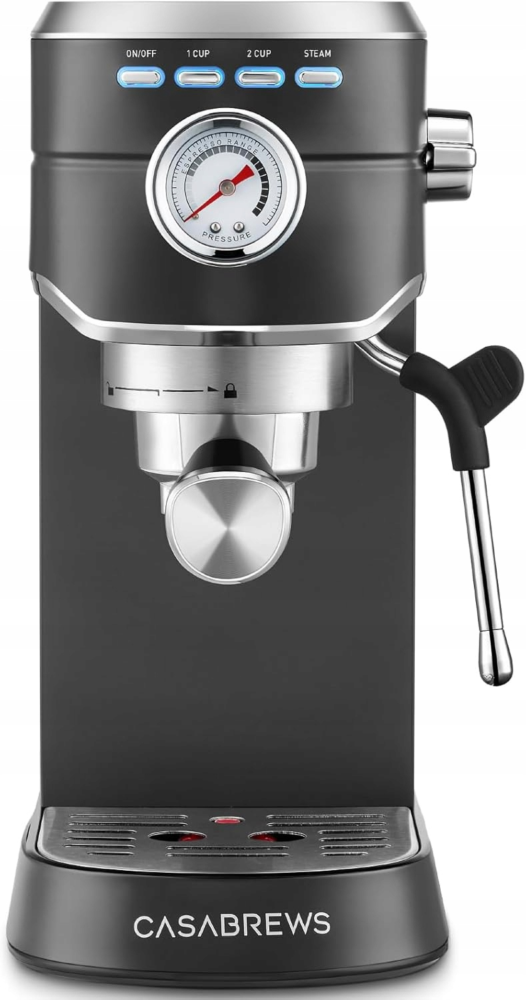 ON/OFF 1 CUP 2 CUP STEAM
ESPRESSO RANGE
PRESSURE
CASABREWS